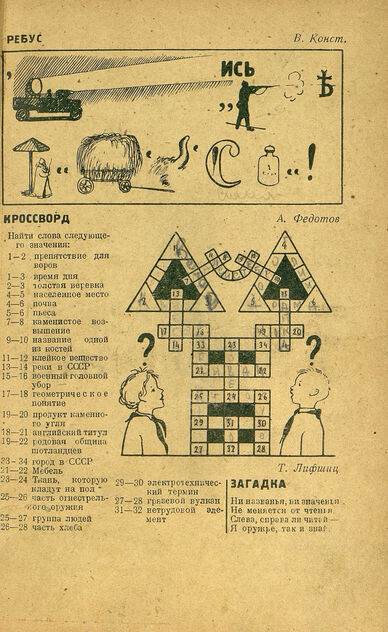 РЕБУС
В. Конст.
ИСЬ
Ѣ
С
КРОССВОРД
А. Федотов
Найти слова следующе-
го значения:
1—2 препятствие для
воров
1—3 время дня
2—3 толстая веревка
4—5 населенное место
4—6 почва
5—6 пьеса
7—8 каменистое воз-
вышение
9—10 название одной
из костей
11—12 клейкое вещество
13—14 реки в СССР
15—16 военный головной
убор
17—18 геометрическое
понятие
19—20 продукт каменно-
го угля
18—21 английский титул
19—22 родовая община
шотландцев
33—34 город в СССР
21—22 Мебель
23—24 Ткань, которую
кладут на пол
25—26 часть огнестрель-
ного оружия
25—27 группа людей
26—28 часть хлеба
29—30 электротехничес-
кий термин
27—28 грязевой вулкан
31—32 нетрудовой эле-
мент
Т. Лифшиц
ЗАГАДКА
Ни названья, ни значенья
Не меняется от чтенья.
Слева, справа ли читай—
Я оружье, так и знай.